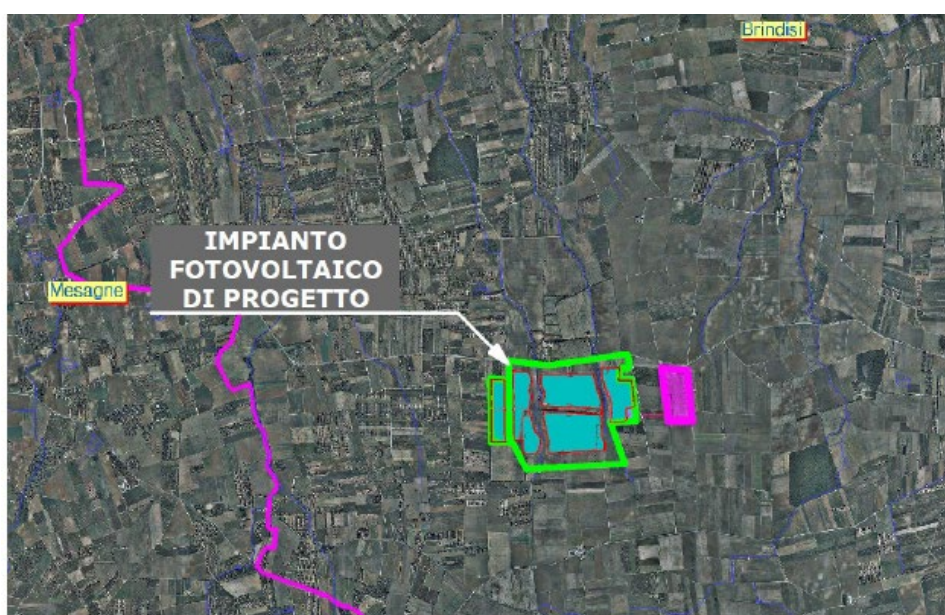 Brindisi
IMPIANTO
FOTOVOLTAICO
DI PROGETTO
Mesagne